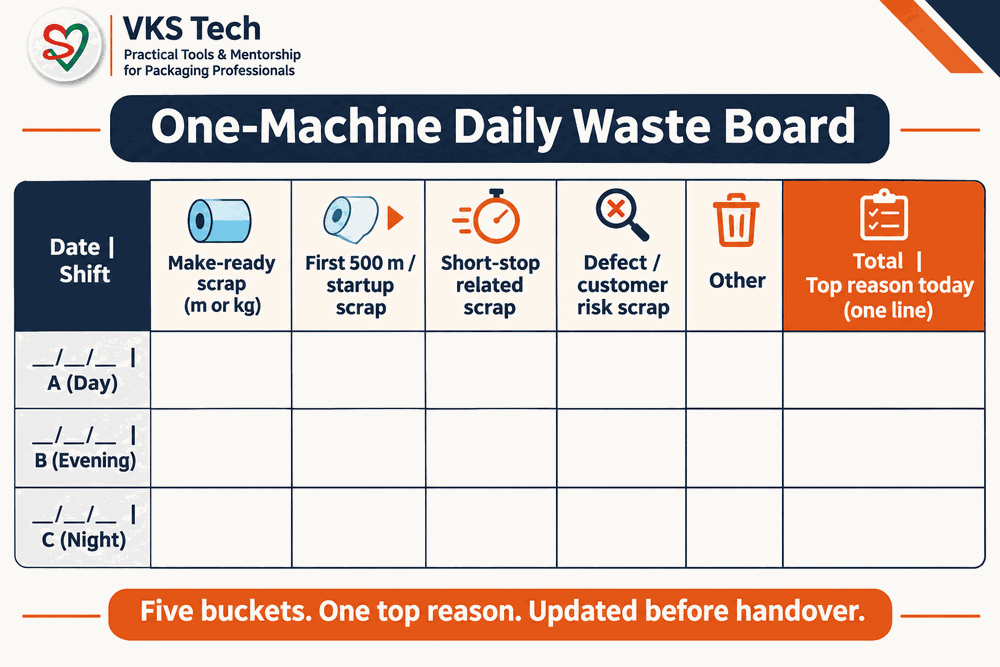 VKS Tech
Practical Tools & Mentorship
for Packaging Professionals
One-Machine Daily Waste Board
Date |
Shift
Make-ready
scrap
(m or kg)
First 500 m /
startup
scrap
Short-stop
related
scrap
Defect /
customer
risk scrap
Other
Total |
Top reason today
(one line)
__/__/__ |
A (Day)
__/__/__ |
B (Evening)
__/__/__ |
C (Night)
Five buckets. One top reason. Updated before handover.